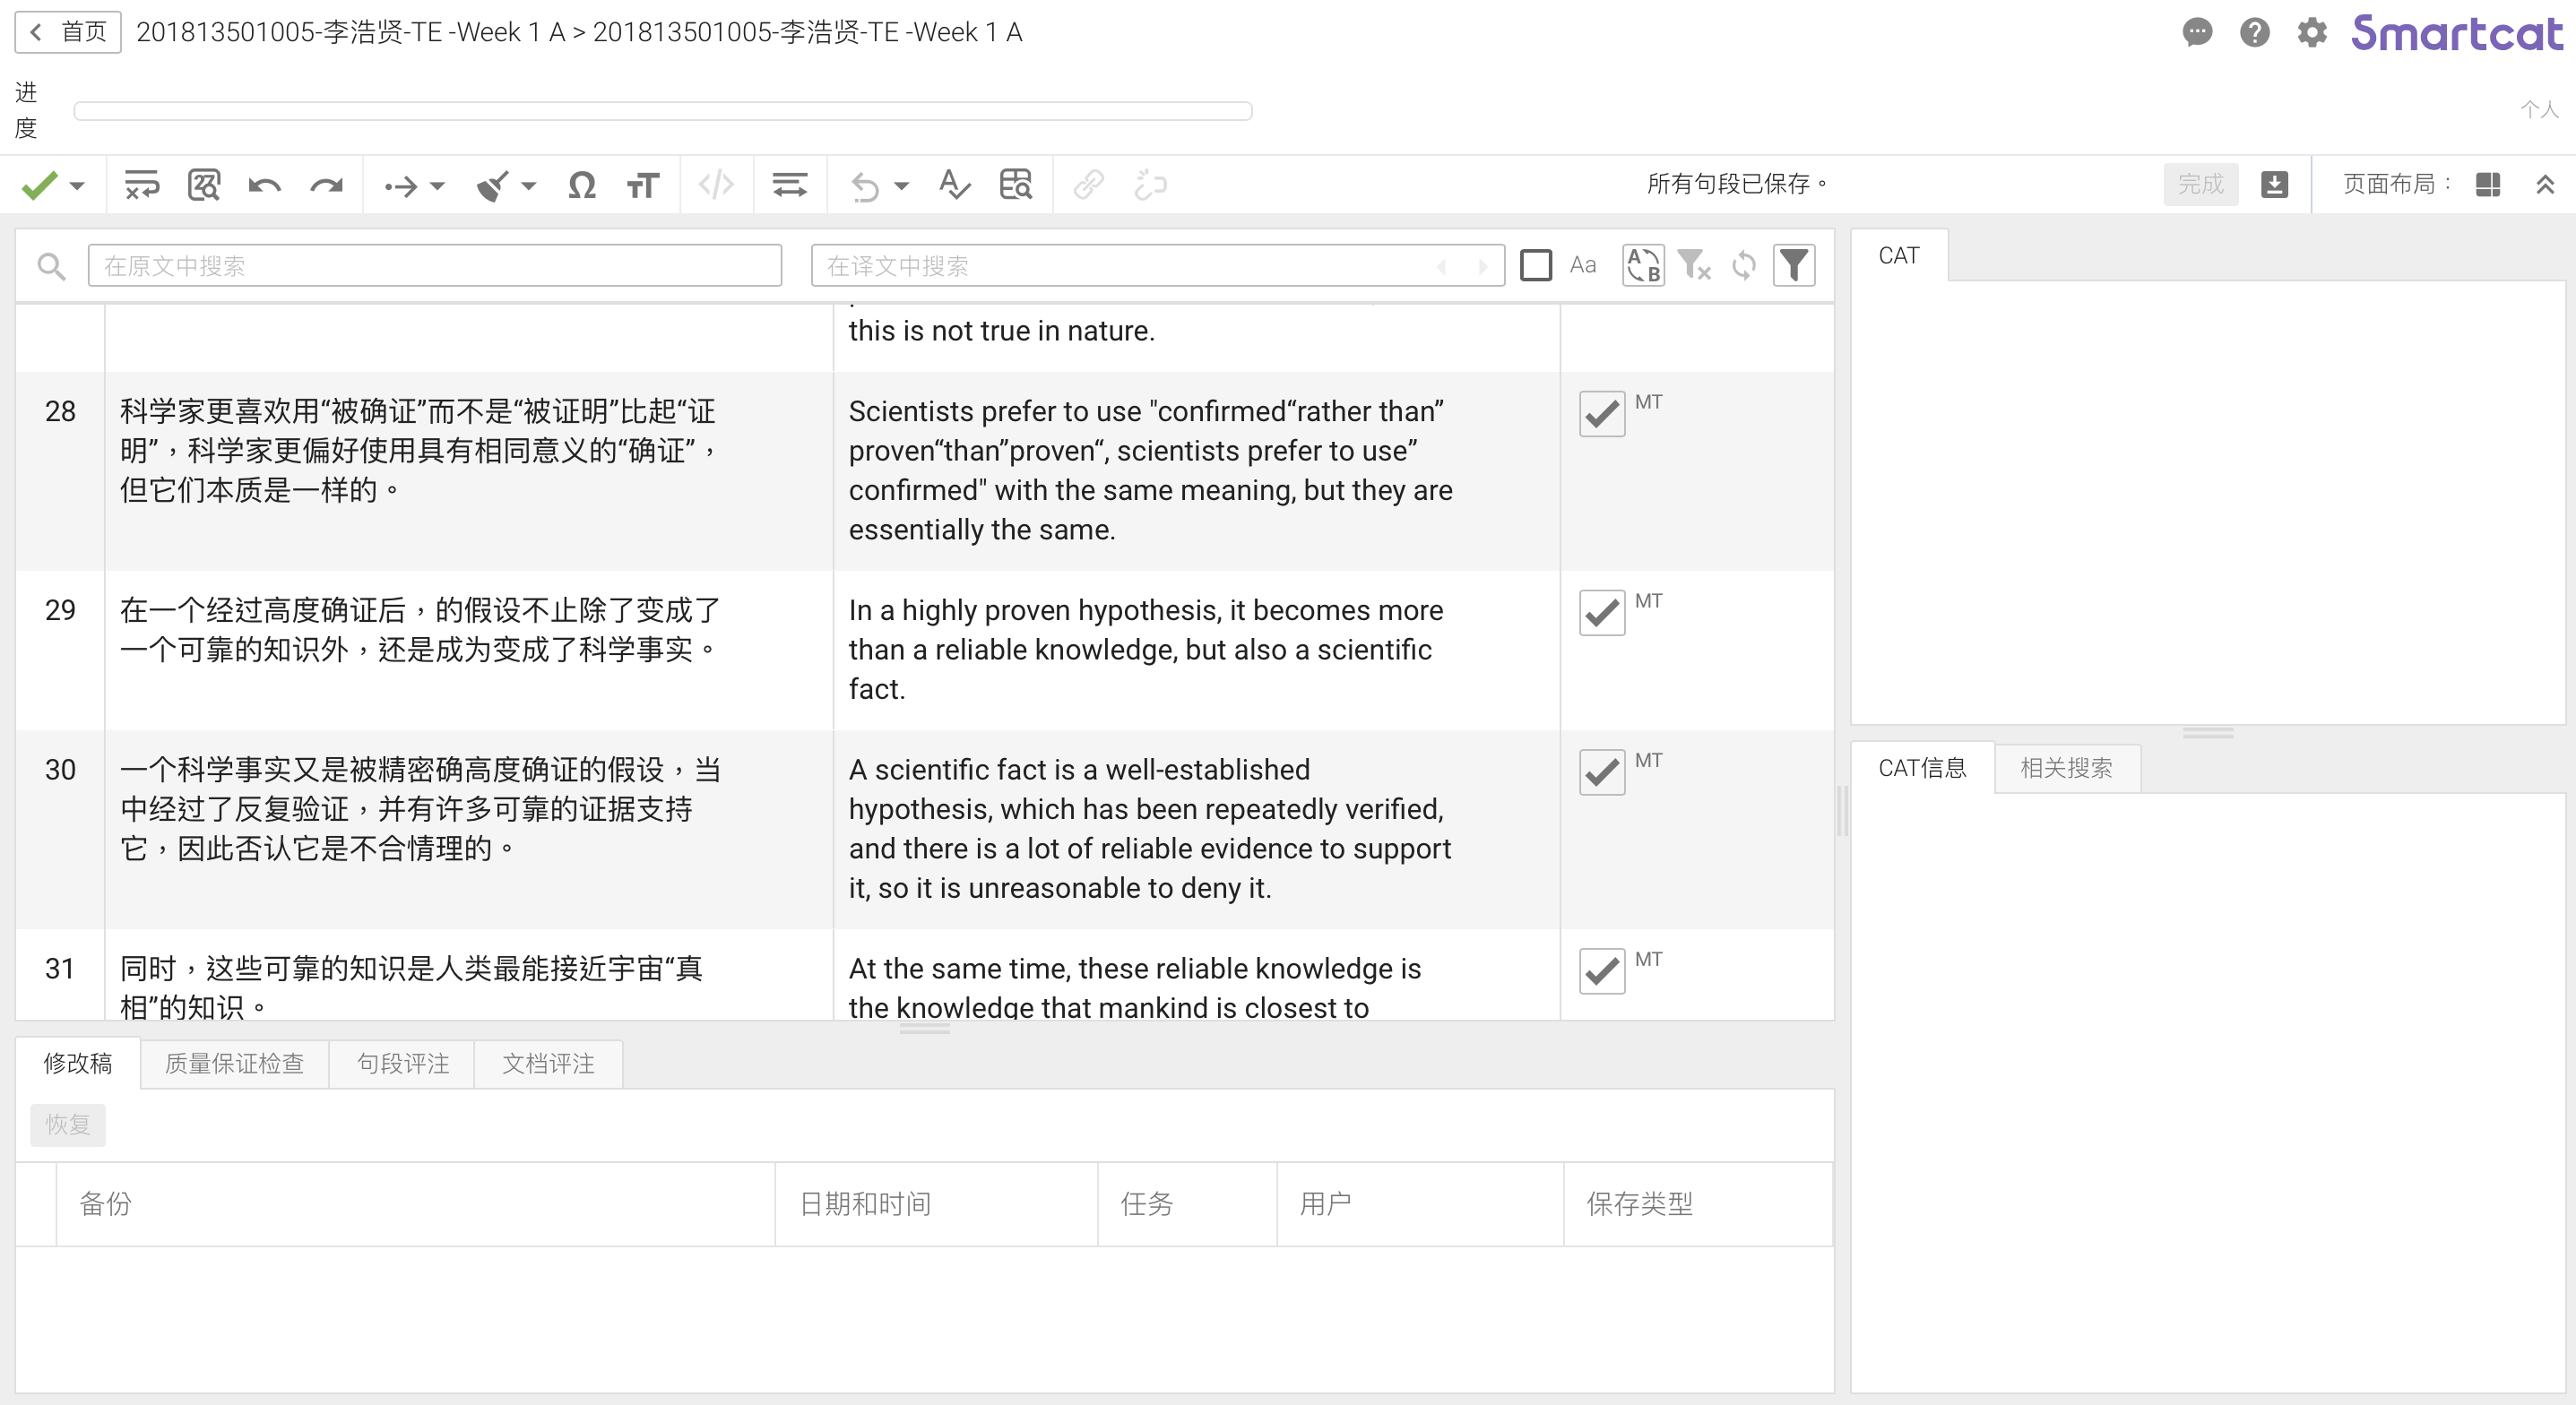 首页 201813501005-李浩贤-TE -Week 1 A > 201813501005-李浩贤-TE -Week 1 A
Smartcat
进
度
个人
所有句段已保存。
完成
页面布局：
在原文中搜索
在译文中搜索
Aa
CAT
this is not true in nature.
28
科学家更喜欢用“被确证”而不是“被证明”比起“证
明”，科学家更偏好使用具有相同意义的“确证”，
但它们本质是一样的。
Scientists prefer to use "confirmed“rather than”
proven“than”proven“, scientists prefer to use”
confirmed" with the same meaning, but they are
essentially the same.
MT
29
在一个经过高度确证后，的假设不止除了变成了
一个可靠的知识外，还是成为变成了科学事实。
In a highly proven hypothesis, it becomes more
than a reliable knowledge, but also a scientific
fact.
MT
30
一个科学事实又是被精密确高度确证的假设，当
中经过了反复验证，并有许多可靠的证据支持
它，因此否认它是不合情理的。
A scientific fact is a well-established
hypothesis, which has been repeatedly verified,
and there is a lot of reliable evidence to support
it, so it is unreasonable to deny it.
MT
31
同时，这些可靠的知识是人类最能接近宇宙“真
相”的知识。
At the same time, these reliable knowledge is
the knowledge that mankind is closest to
MT
CAT信息
相关搜索
修改稿
质量保证检查
句段评注
文档评注
恢复
备份
日期和时间
任务
用户
保存类型